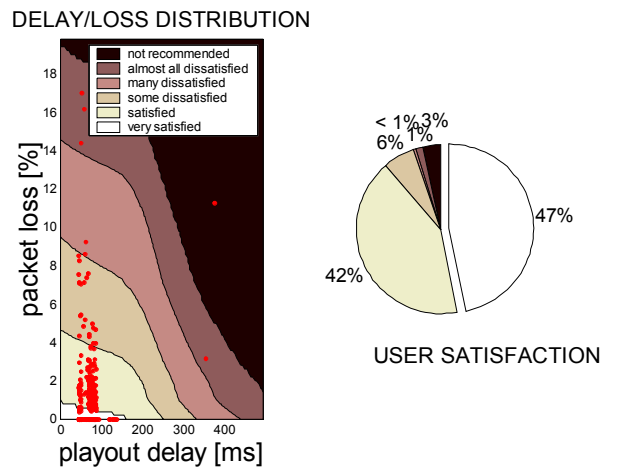 DELAY/LOSS DISTRIBUTION
not recommended
almost all dissatisfied
many dissatisfied
some dissatisfied
satisfied
very satisfied
18
16
14
12
10
8
6
4
2
0
packet loss [%]
0 100 200 300 400
playout delay [ms]
< 1% 3%
6% 1%
47%
42%
USER SATISFACTION